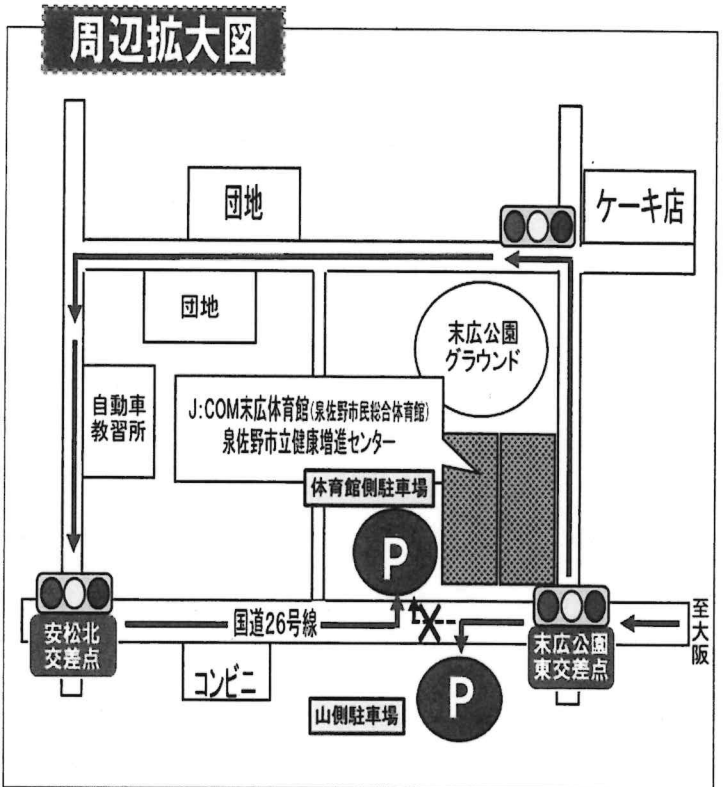 周辺拡大図
団地
ケーキ店
団地
末広公園
グラウンド
自動車
教習所
J:COM末広体育館(泉佐野市民総合体育館)
泉佐野市立健康増進センター
体育館側駐車場
P
国道26号線
安松北
交差点
末広公園
東交差点
至大阪
コンビニ
山側駐車場
P